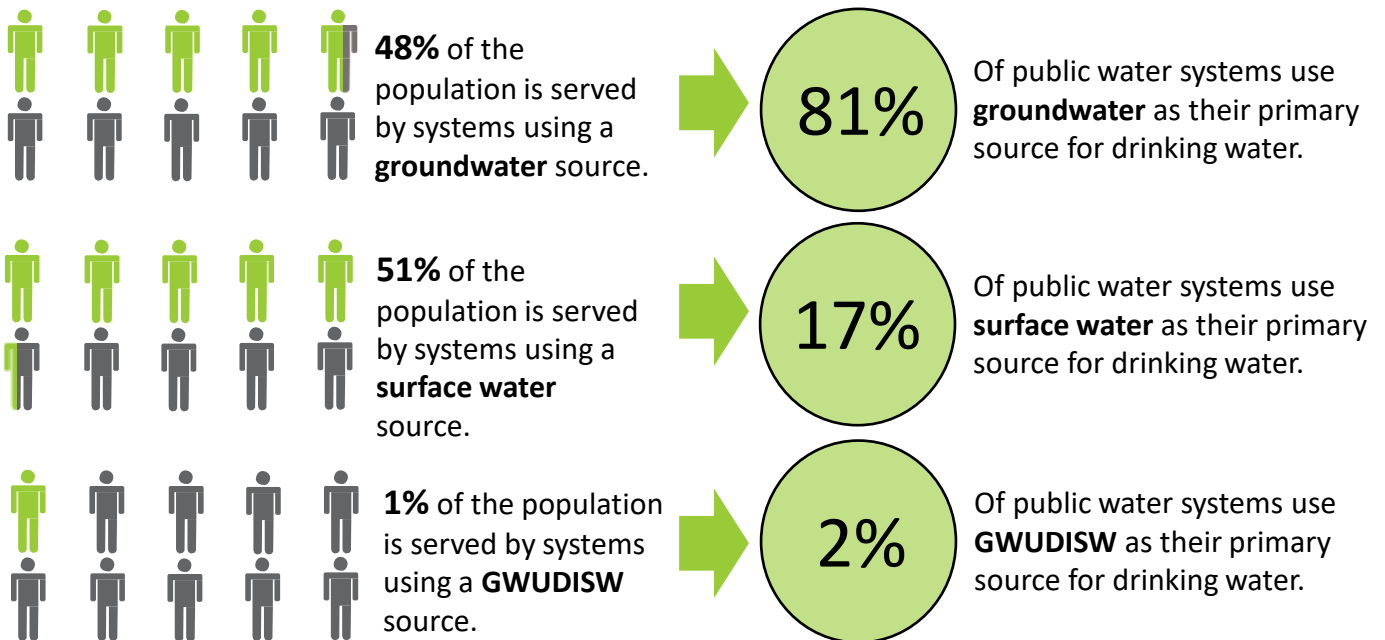 48% of the
population is served
by systems using a
groundwater source.
81%
Of public water systems use
groundwater as their primary
source for drinking water.
51% of the
population is served
by systems using a
surface water
source.
17%
Of public water systems use
surface water as their primary
source for drinking water.
1% of the population
is served by systems
using a GWUDISW
source.
2%
Of public water systems use
GWUDISW as their primary
source for drinking water.